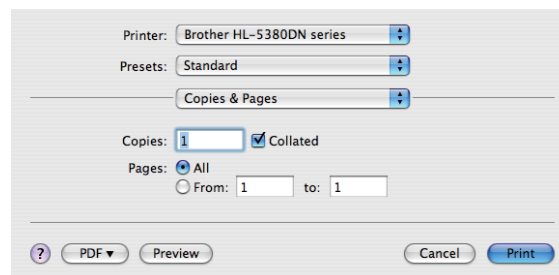 Printer: Brother HL-5380DN series
Presets: Standard
Copies & Pages
Copies: 1 Collated
Pages: All
From: 1 to: 1
? PDF ▼ Preview Cancel Print